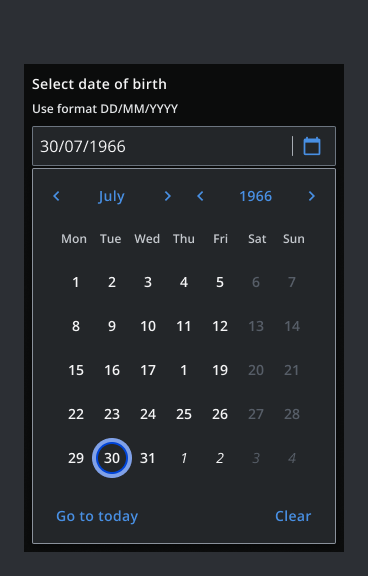 Select date of birth
Use format DD/MM/YYYY
30/07/1966
July 1966
Mon Tue Wed Thu Fri Sat Sun
1 2 3 4 5 6 7
8 9 10 11 12 13 14
15 16 17 1 19 20 21
22 23 24 25 26 27 28
29 30 31 1 2 3 4
Go to today Clear